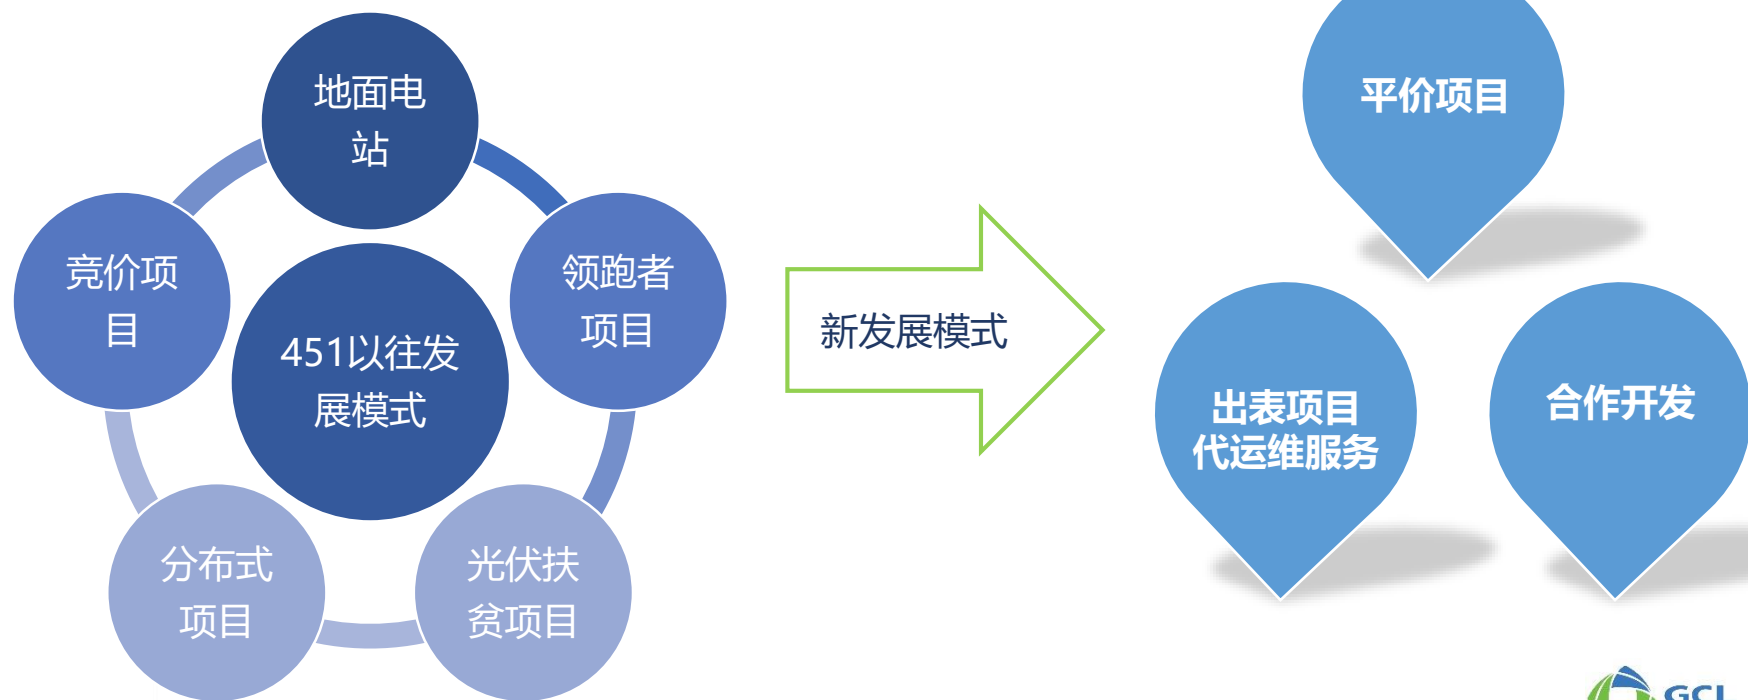 地面电
站
竞价项
目
领跑者
项目
451以往发
展模式
分布式
项目
光伏扶
贫项目
新发展模式
平价项目
出表项目
代运维服务
合作开发
GCL